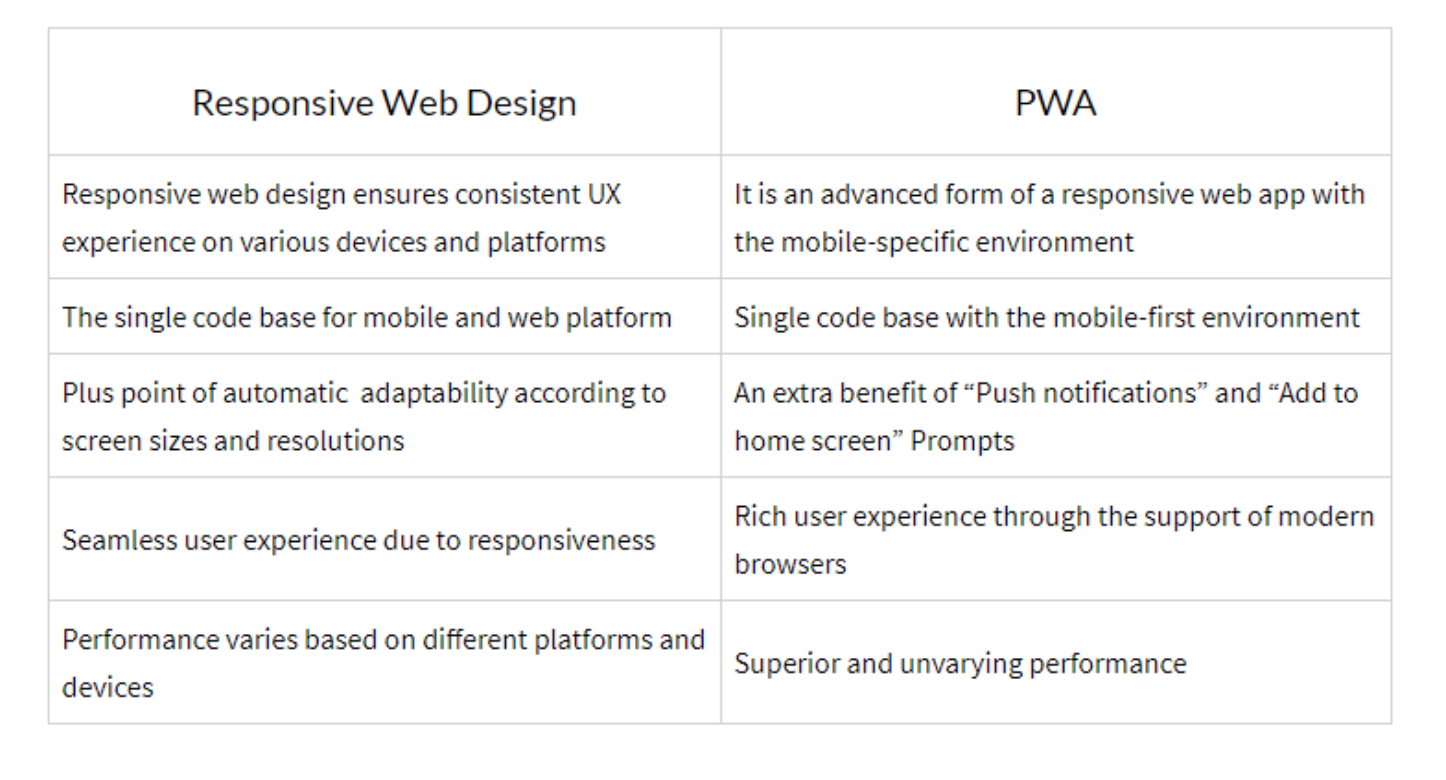 Responsive Web Design
PWA
Responsive web design ensures consistent UX
experience on various devices and platforms
It is an advanced form of a responsive web app with
the mobile-specific environment
The single code base for mobile and web platform
Single code base with the mobile-first environment
Plus point of automatic  adaptability according to
screen sizes and resolutions
An extra benefit of “Push notifications” and “Add to
home screen” Prompts
Seamless user experience due to responsiveness
Rich user experience through the support of modern
browsers
Performance varies based on different platforms and
devices
Superior and unvarying performance